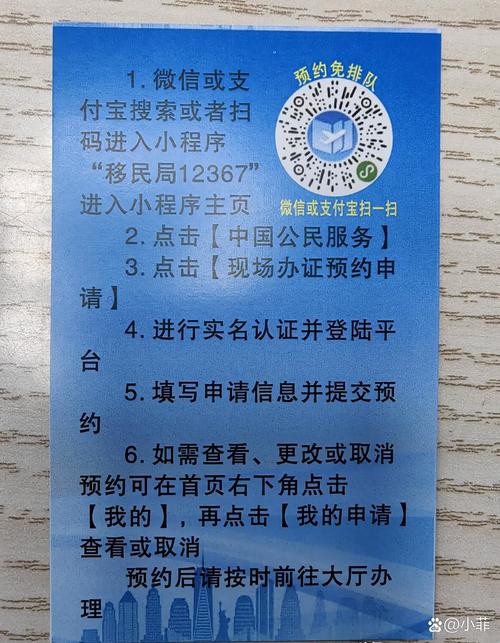 预约免排队
1. 微信或支
付宝搜索或者扫
码进入小程序
“移民局12367”
进入小程序主页
微信或支付宝扫一扫
2. 点击【中国公民服务】
3. 点击【现场办证预约申
请】
4. 进行实名认证并登陆平
台
5. 填写申请信息并提交预
约
6. 如需查看、更改或取消
预约可在首页右下角点击
【我的】, 再点击【我的申请】
查看或取消
预约后请按时前往大厅办
理
@小菲